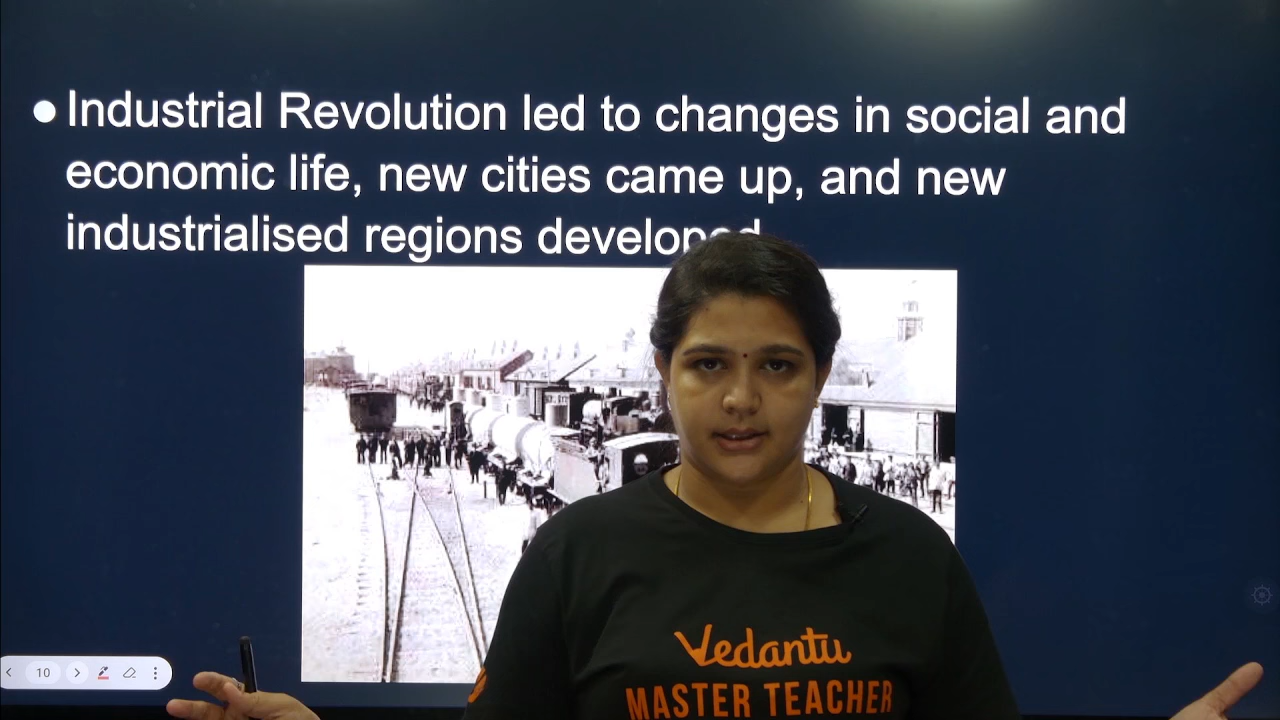 ● Industrial Revolution led to changes in social and
economic life, new cities came up, and new
industrialised regions developed
10
Vedantu
MASTER TEACHER